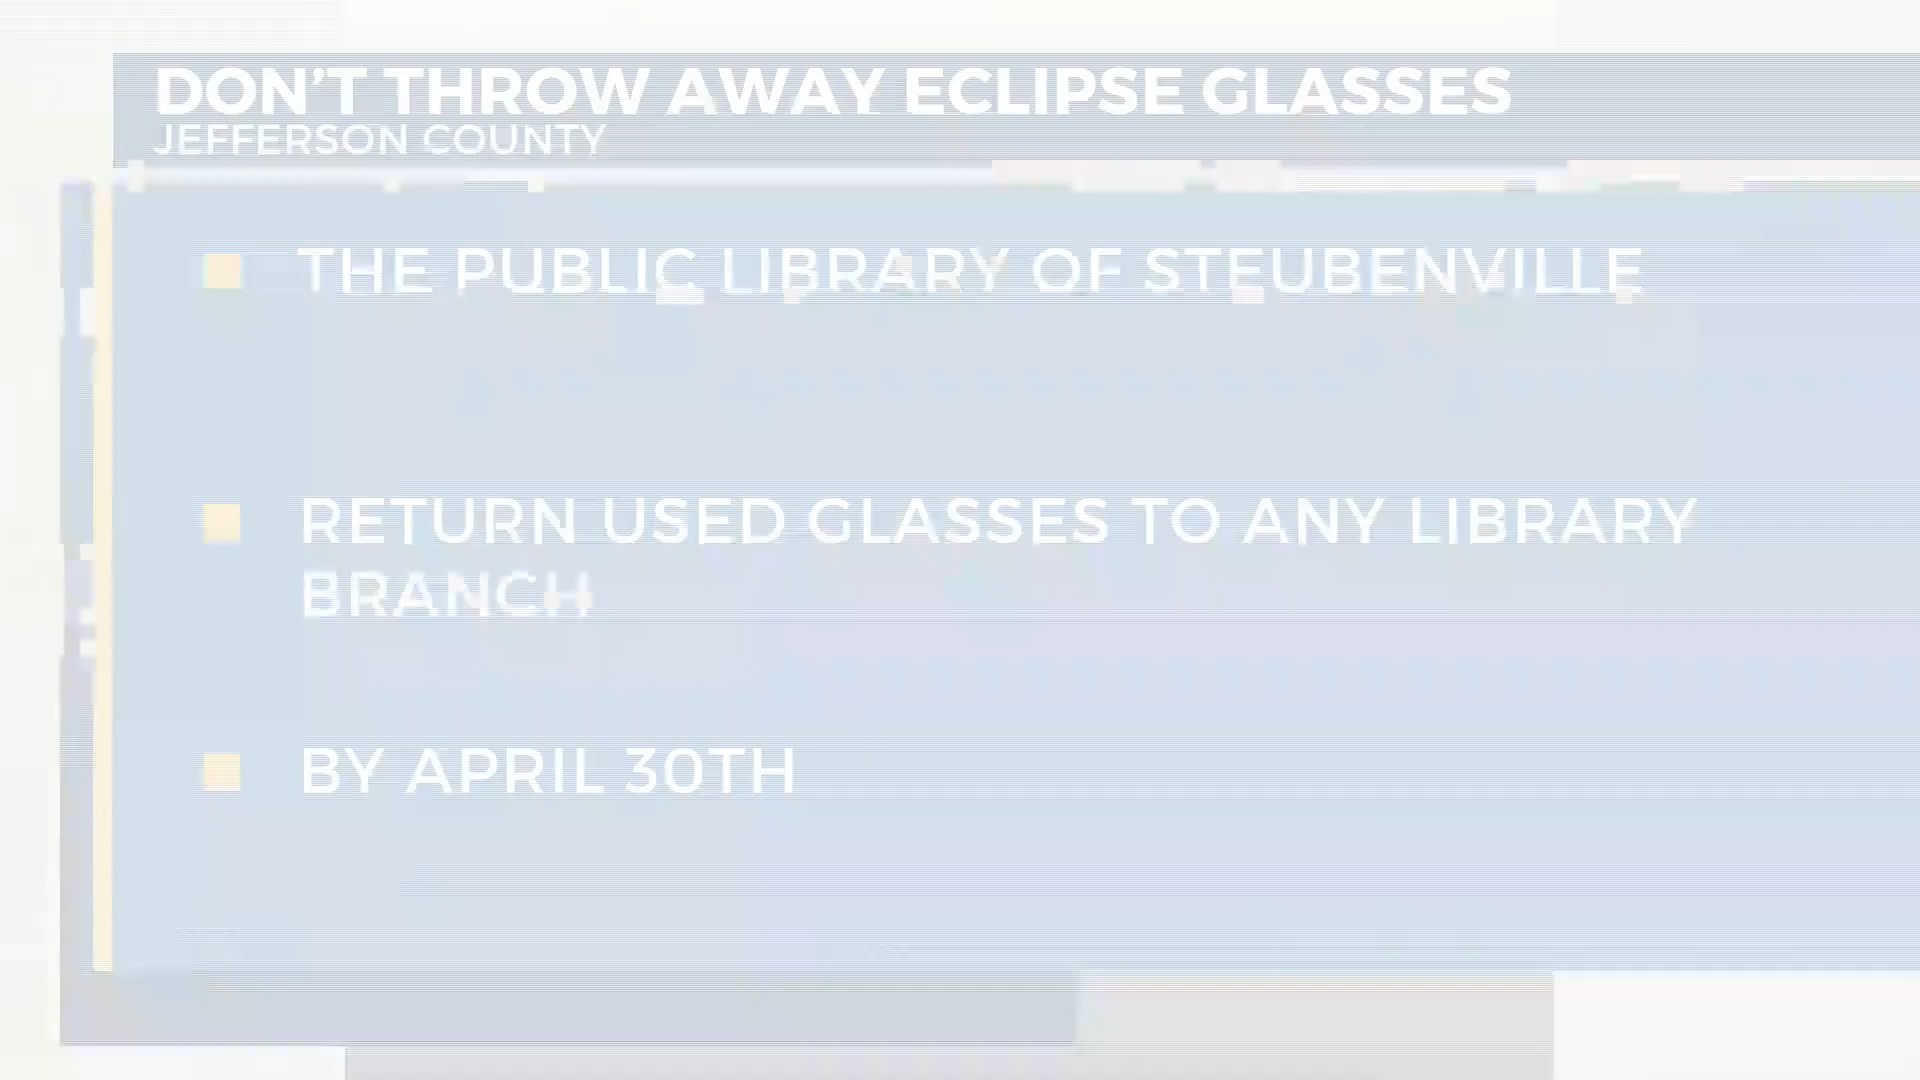 DON'T THROW AWAY ECLIPSE GLASSES
JEFFERSON COUNTY
THE PUBLIC LIBRARY OF STEUBENVILLE
RETURN USED GLASSES TO ANY LIBRARY
BRANCH
BY APRIL 30TH